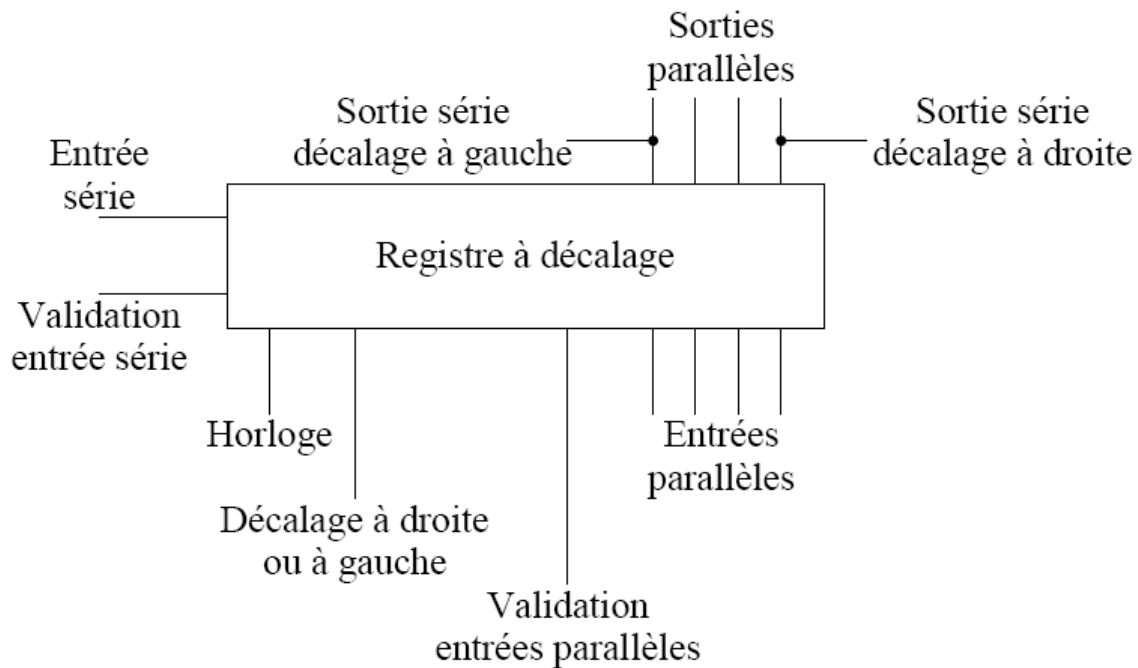 Sorties
parallèles
Sortie série
décalage à gauche
Sortie série
décalage à droite
Entrée
série
Registre à décalage
Validation
entrée série
Horloge
Entrées
parallèles
Décalage à droite
ou à gauche
Validation
entrées parallèles